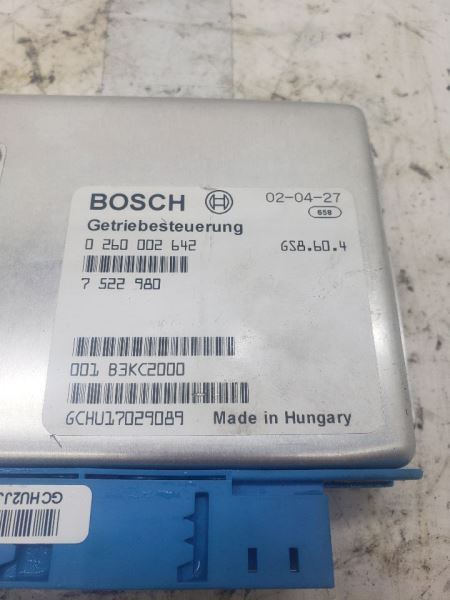 BOSCH 02-04-27
658
Getriebesteuerung
0 260 002 642 GS8.60.4
7 522 980
001 B3KC2000
GCHU17029089 Made in Hungary
GCHU2JJ